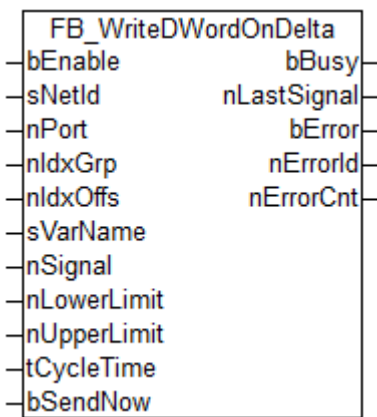 FB_WriteDWordOnDelta
bEnable bBusy
sNetId nLastSignal
nPort bError
nIdxGrp nErrorId
nIdxOffs nErrorCnt
sVarName
nSignal
nLowerLimit
nUpperLimit
tCycleTime
bSendNow